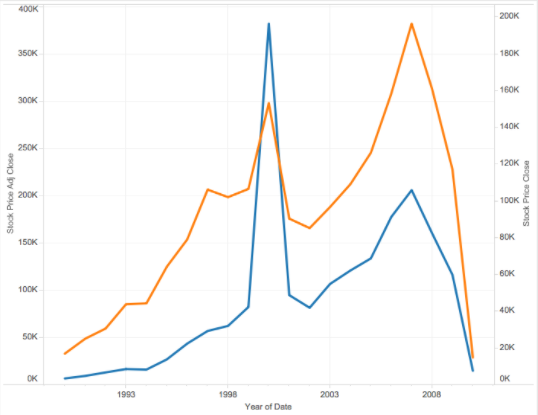 400K
350K
300K
250K
200K
150K
100K
50K
0K
Stock Price Adj Close
200K
180K
160K
140K
120K
100K
80K
60K
40K
20K
0K
Stock Price Close
1993
1998
2003
2008
Year of Date